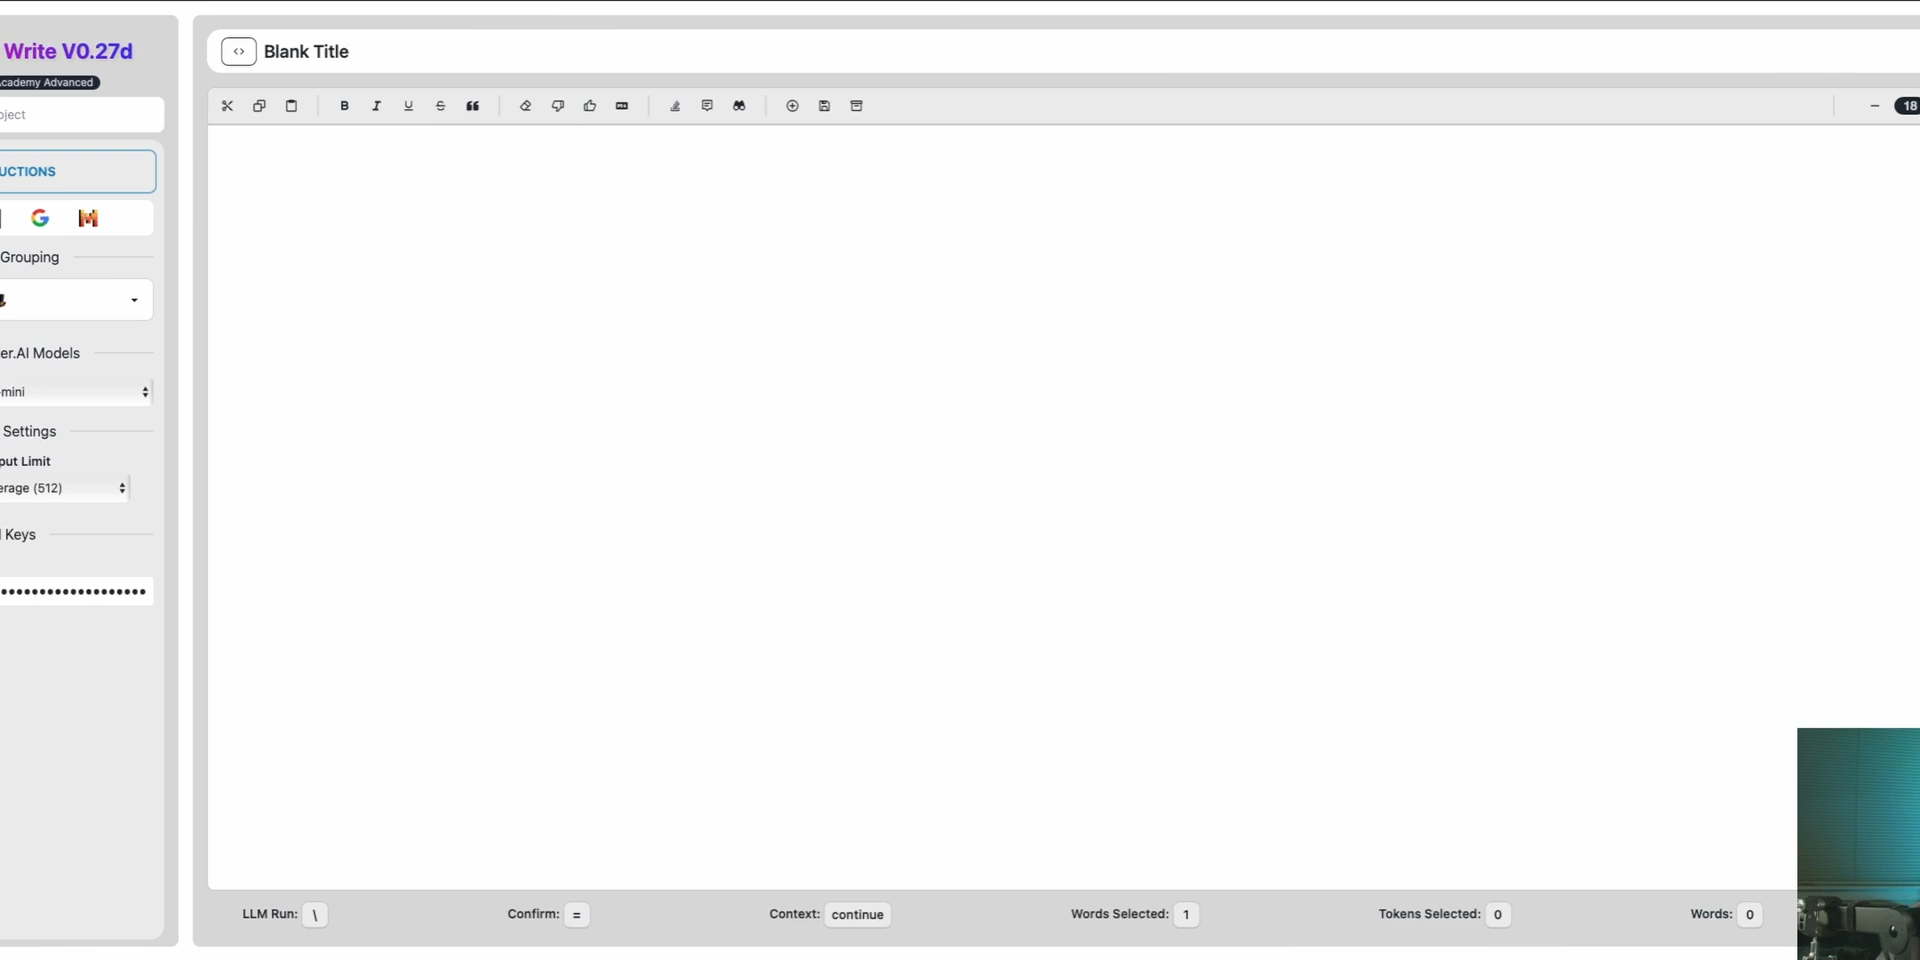 Write V0.27d
cademy Advanced
oject
UCTIONS
Grouping
er.AI Models
-mini
Settings
put Limit
erage (512)
Keys
Blank Title
B I U S
18
LLM Run: \
Confirm: =
Context: continue
Words Selected: 1
Tokens Selected: 0
Words: 0